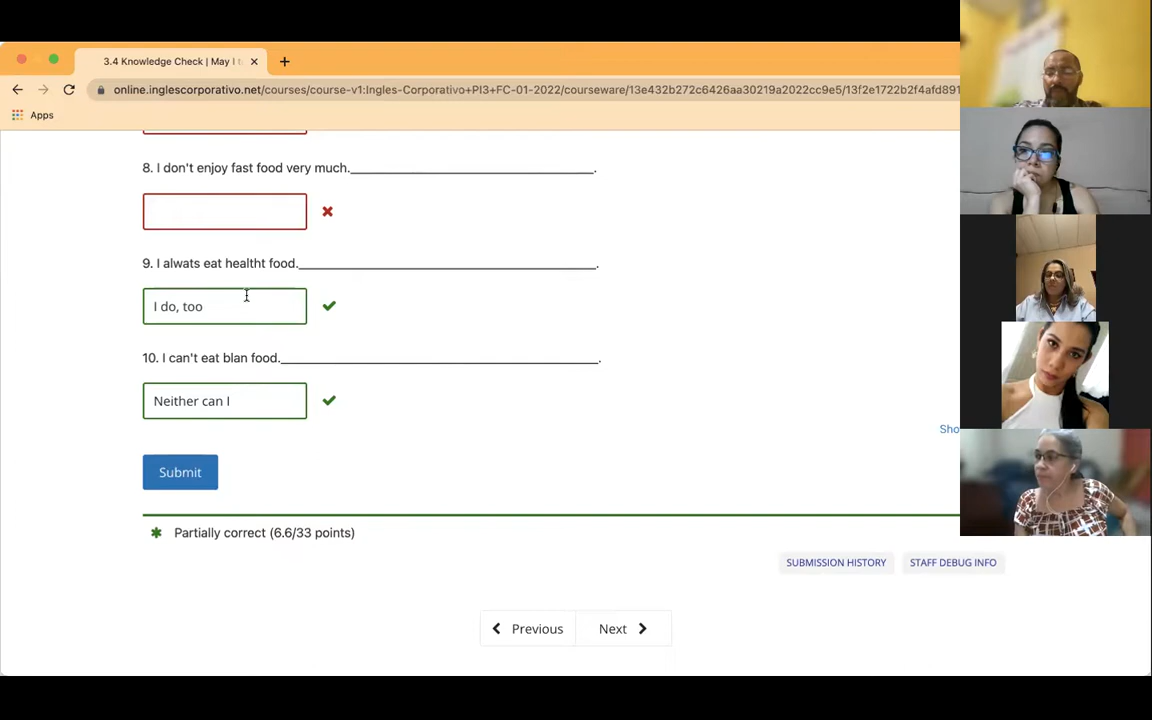 3.4 Knowledge Check | May I t
online.inglescorporativo.net/courses/course-v1:Ingles-Corporativo+PI3+FC-01-2022/courseware/13e432b272c6426aa30219a2022cc9e5/13f2e1722b2f4afd891
Apps
8. I don't enjoy fast food very much.______________________________.
9. I alwats eat healtht food.____________________________________.
I do, too
10. I can't eat blan food.______________________________________.
Neither can I
Sho
Submit
Partially correct (6.6/33 points)
SUBMISSION HISTORY STAFF DEBUG INFO
Previous Next